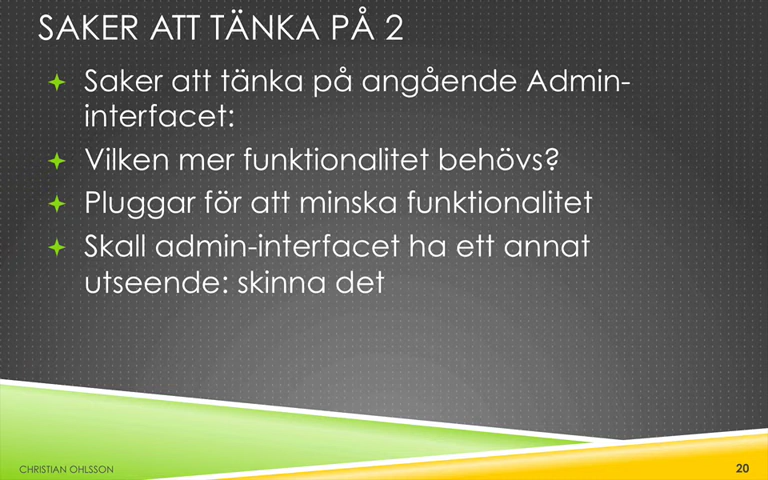 SAKER ATT TÄNKA PÅ 2
Saker att tänka på angående Admin-
interfacet:
Vilken mer funktionalitet behövs?
Pluggar för att minska funktionalitet
Skall admin-interfacet ha ett annat
utseende: skinna det
CHRISTIAN OHLSSON
20